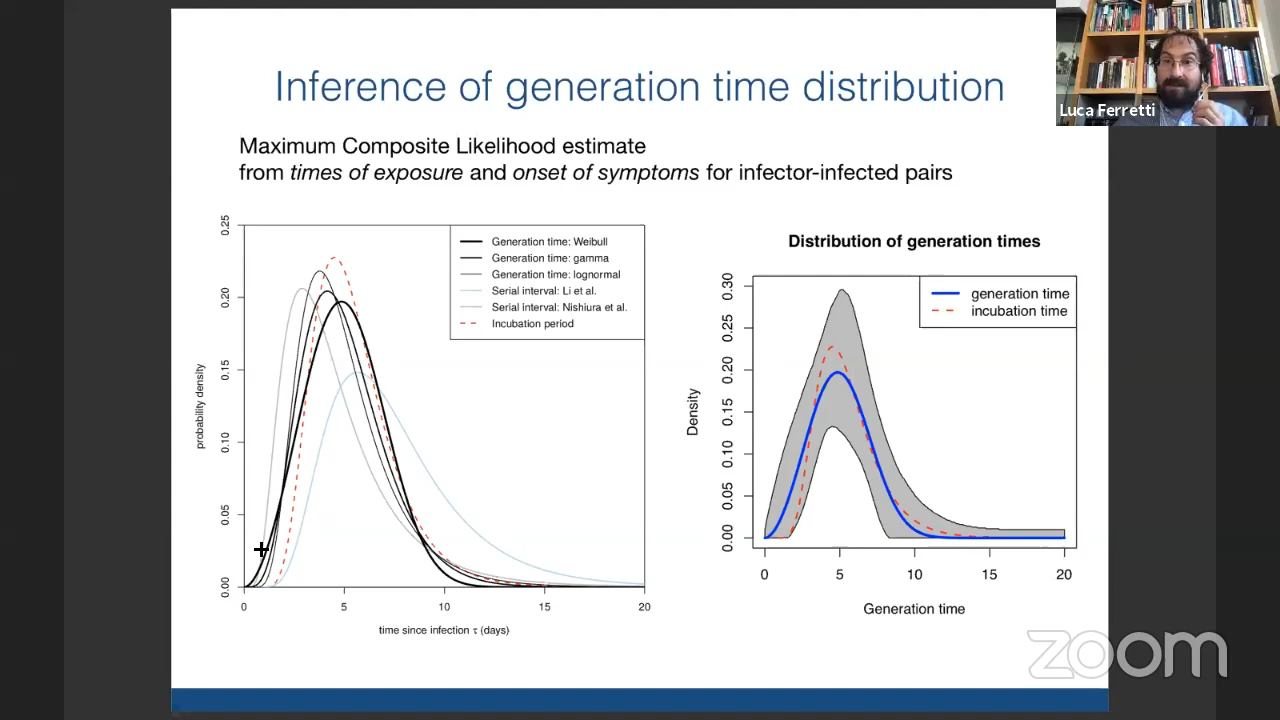 Inference of generation time distribution
Luca Ferretti
Maximum Composite Likelihood estimate
from times of exposure and onset of symptoms for infector-infected pairs
0.25
0.20
0.15
0.10
0.05
0.00
probability density
Generation time: Weibull
Generation time: gamma
Generation time: lognormal
Serial interval: Li et al.
Serial interval: Nishiura et al.
Incubation period
0 5 10 15 20
time since infection τ (days)
Distribution of generation times
0.30
0.25
0.20
0.15
0.10
0.05
0.00
Density
generation time
incubation time
0 5 10 15 20
Generation time
zoom